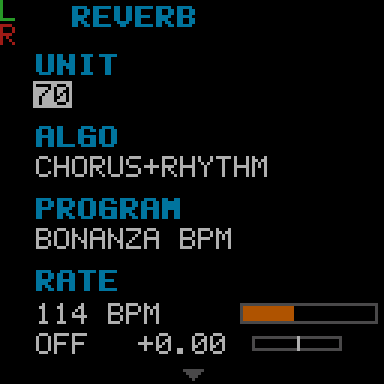 L
REVERB
R
UNIT
70
ALGO
CHORUS+RHYTHM
PROGRAM
BONANZA BPM
RATE
114 BPM
OFF +0.00